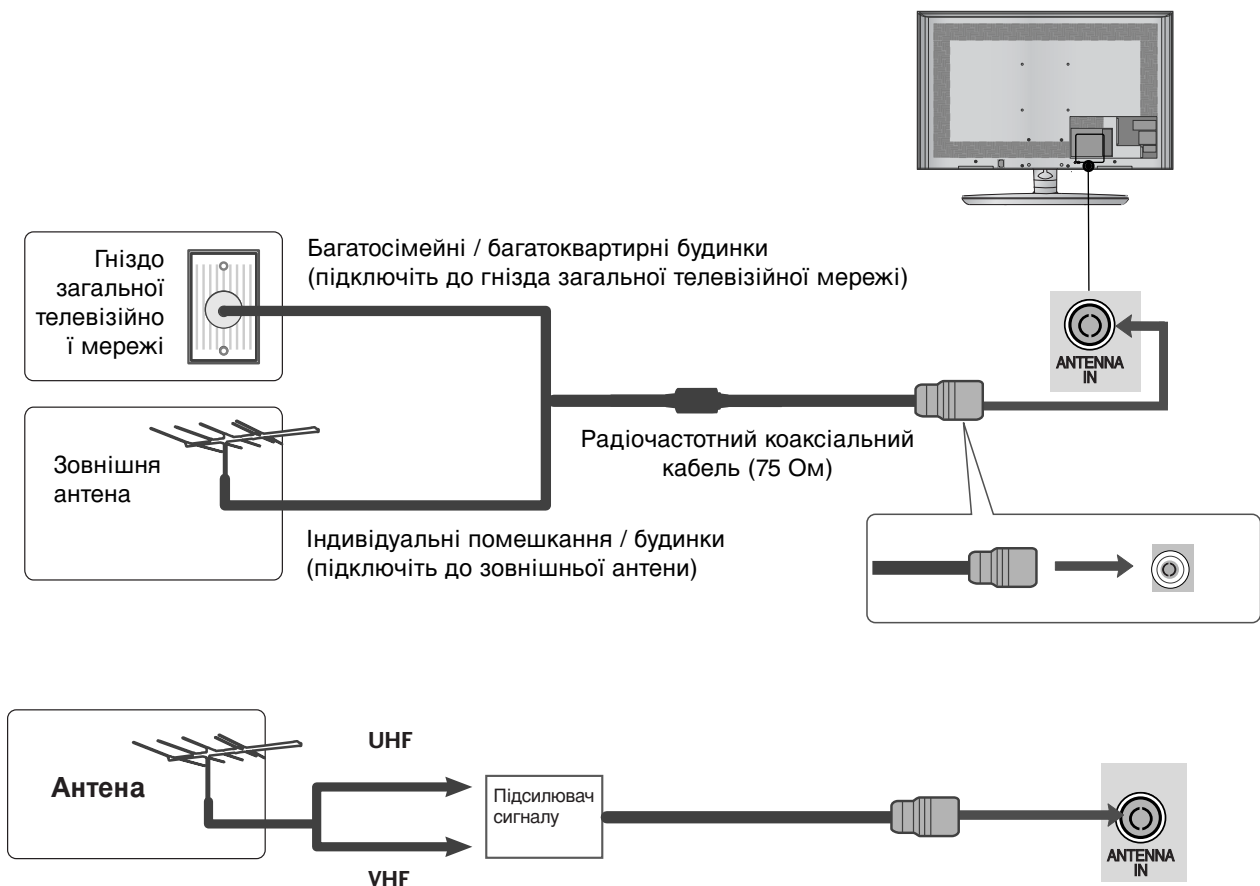 Гніздо
загальної
телевізійно
ї мережі
Багатосімейні / багатоквартирні будинки
(підключіть до гнізда загальної телевізійної мережі)
ANTENNA
IN
Радіочастотний коаксіальний
кабель (75 Ом)
Зовнішня
антена
Індивідуальні помешкання / будинки
(підключіть до зовнішньої антени)
Антена
UHF
VHF
Підсилювач
сигналу
ANTENNA
IN